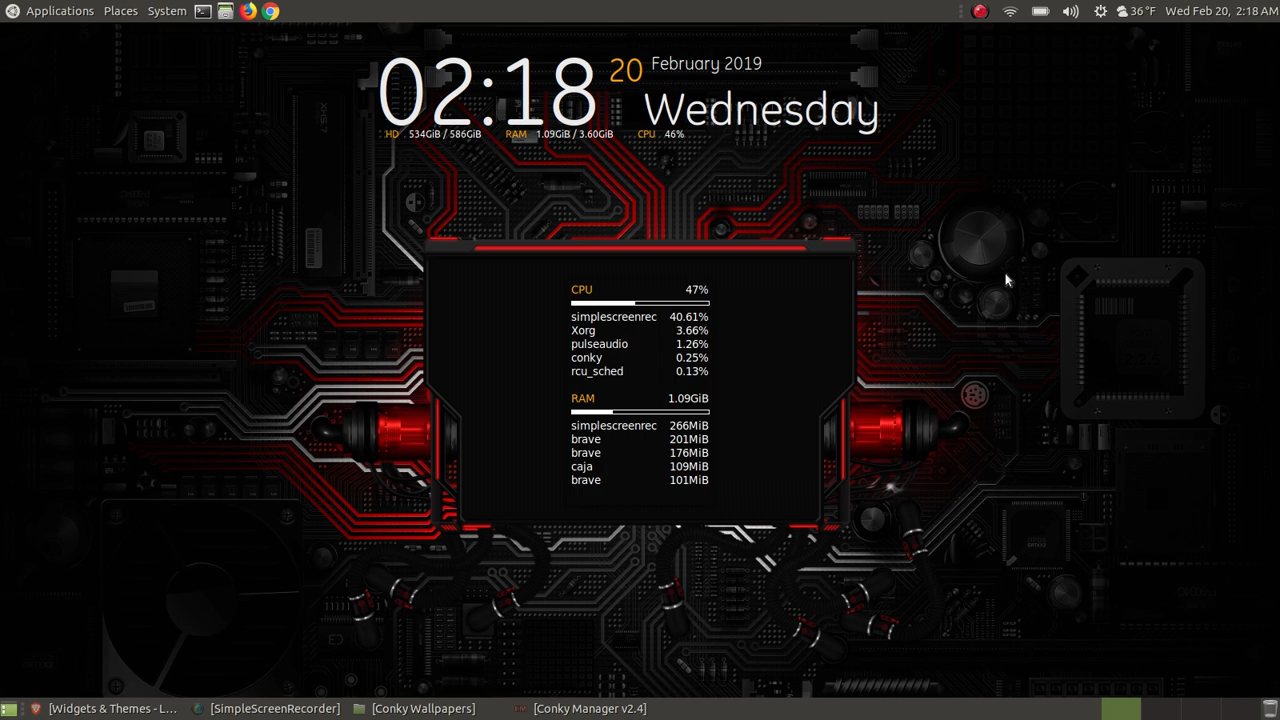 Applications Places System 36 °F Wed Feb 20, 2:18 AM
02:18 20 February 2019
Wednesday
HD 534GiB / 586GiB RAM 1.09GiB / 3.60GiB CPU 46%
CPU 47%
simplescreenrec 40.61%
Xorg 3.66%
pulseaudio 1.26%
conky 0.25%
rcu_sched 0.13%
RAM 1.09GiB
simplescreenrec 266MiB
brave 201MiB
brave 176MiB
caja 109MiB
brave 101MiB
[Widgets & Themes - L... [SimpleScreenRecorder] [Conky Wallpapers] [Conky Manager v2.4]